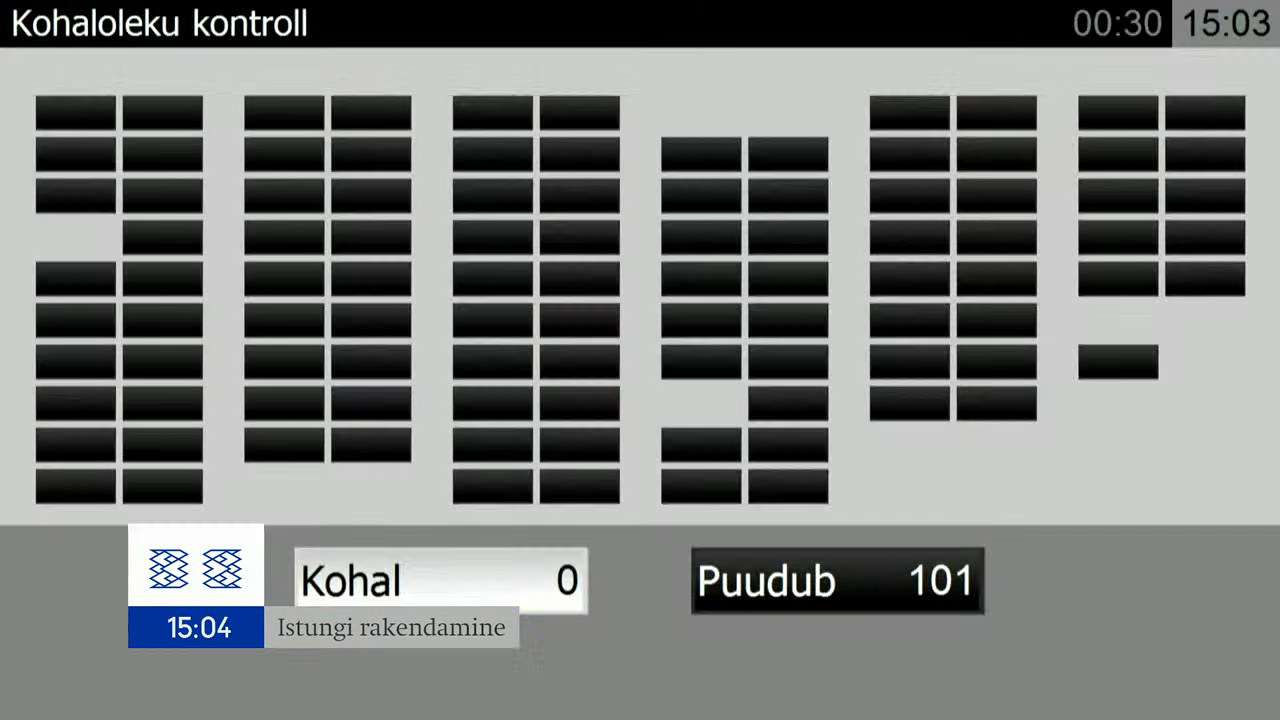 Kohaloleku kontroll 00:30 15:03
Kohal 0 Puudub 101
15:04 Istungi rakendamine